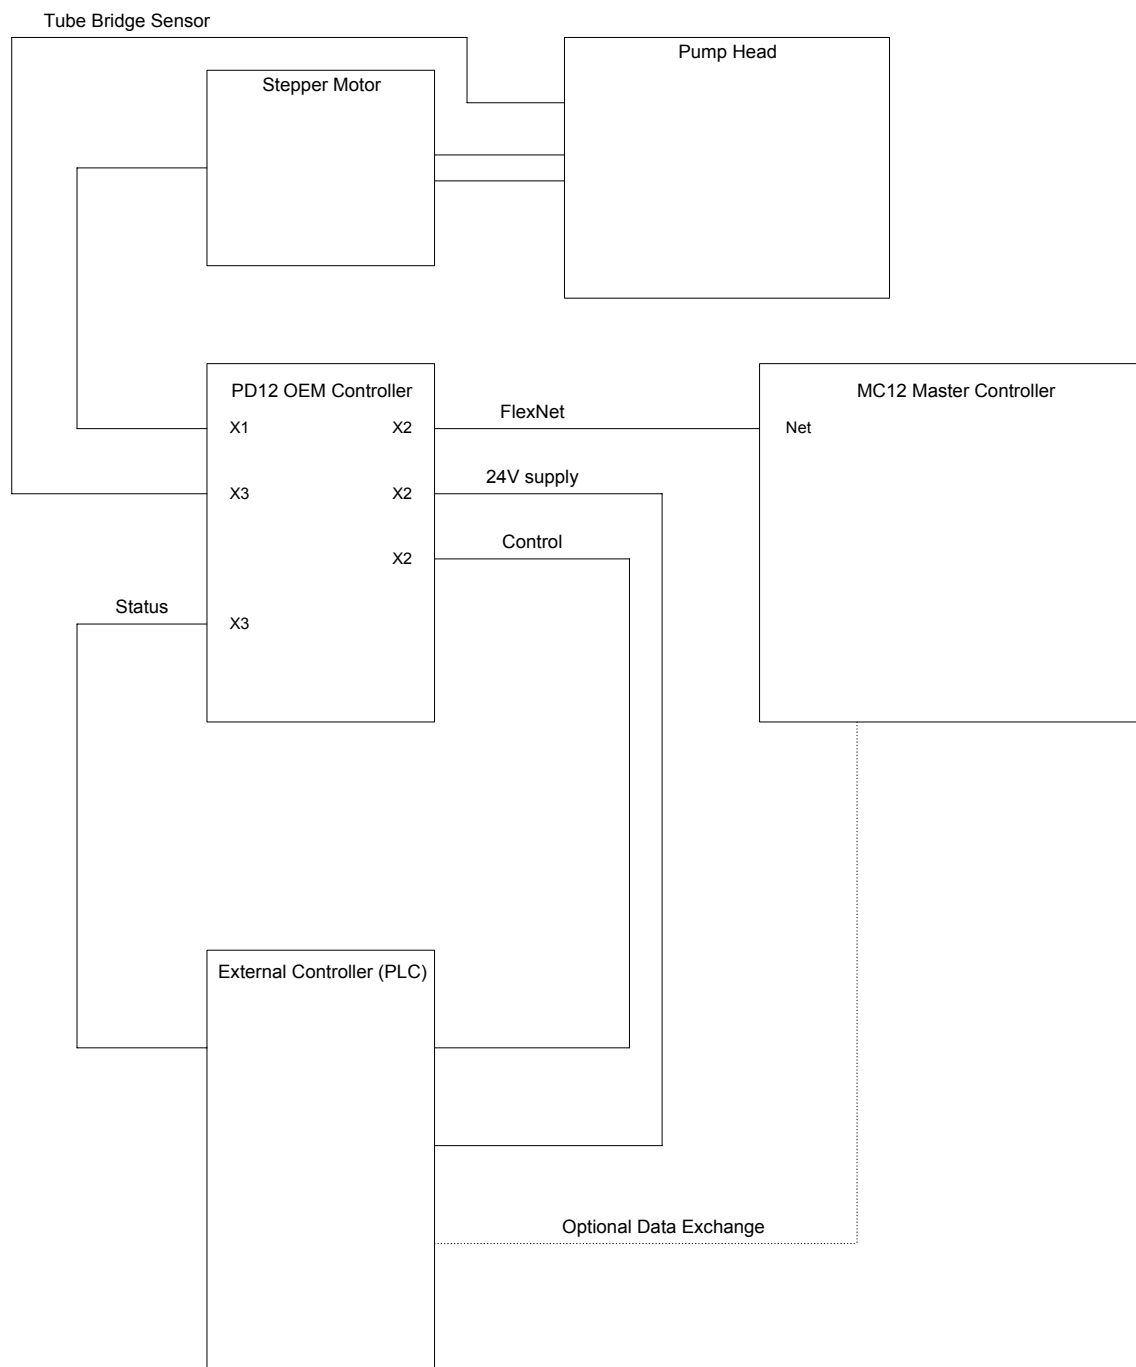 Tube Bridge Sensor
Pump Head
Stepper Motor
PD12 OEM Controller
MC12 Master Controller
FlexNet
X1
X2
Net
24V supply
X3
X2
Control
X2
Status
X3
External Controller (PLC)
Optional Data Exchange